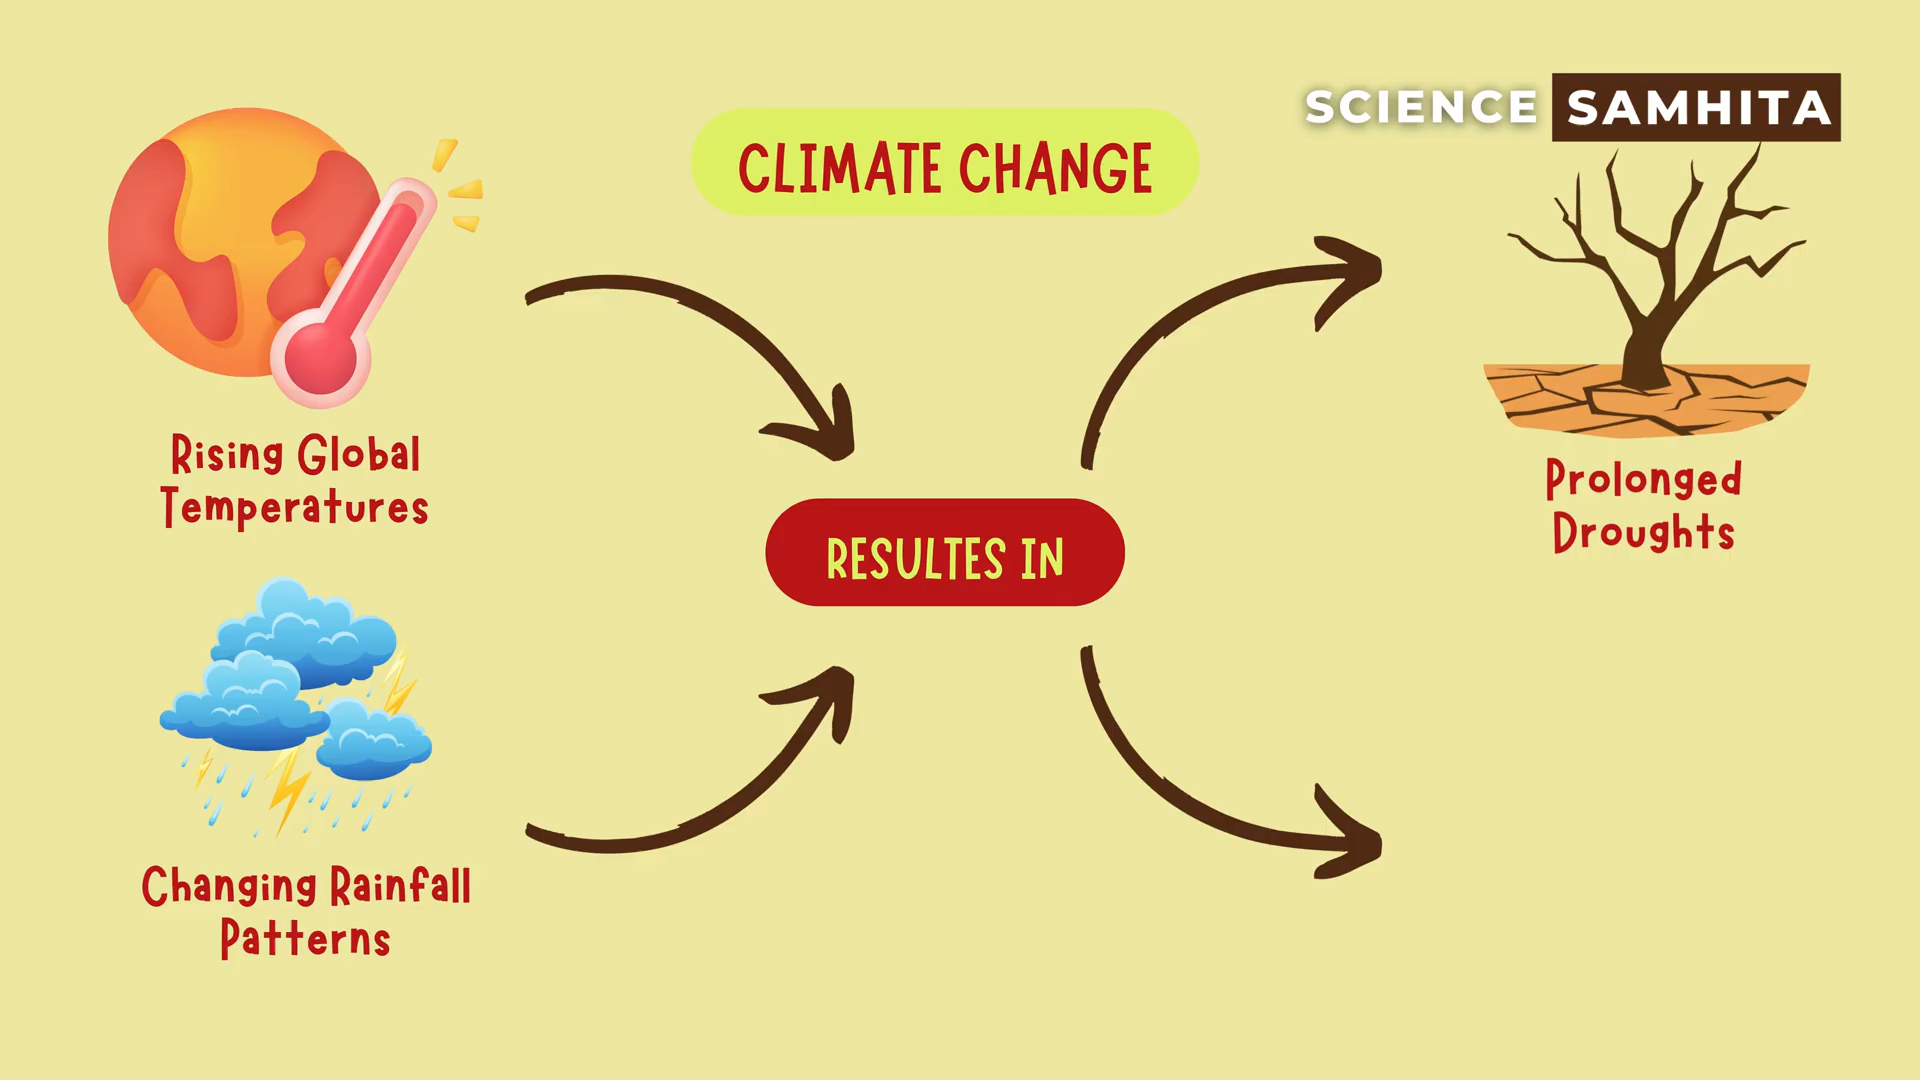 SCIENCE SAMHITA
CLIMATE CHANGE
Rising Global
Temperatures
RESULTES IN
Prolonged
Droughts
Changing Rainfall
Patterns